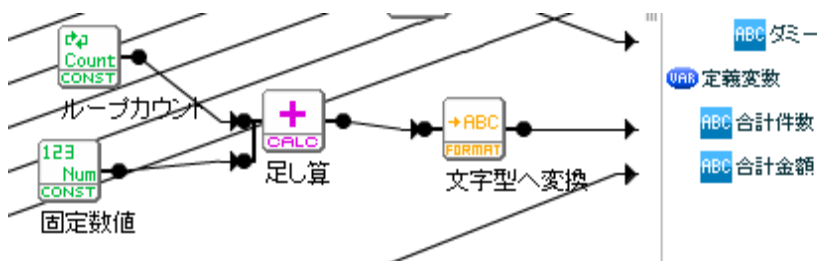 ABC ダミー
Count
CONST
VAR 定義変数
ループカウント
→ABC
ABC 合計件数
CALC
FORMAT
123
Num
CONST
足し算
文字型へ変換
ABC 合計金額
固定数値